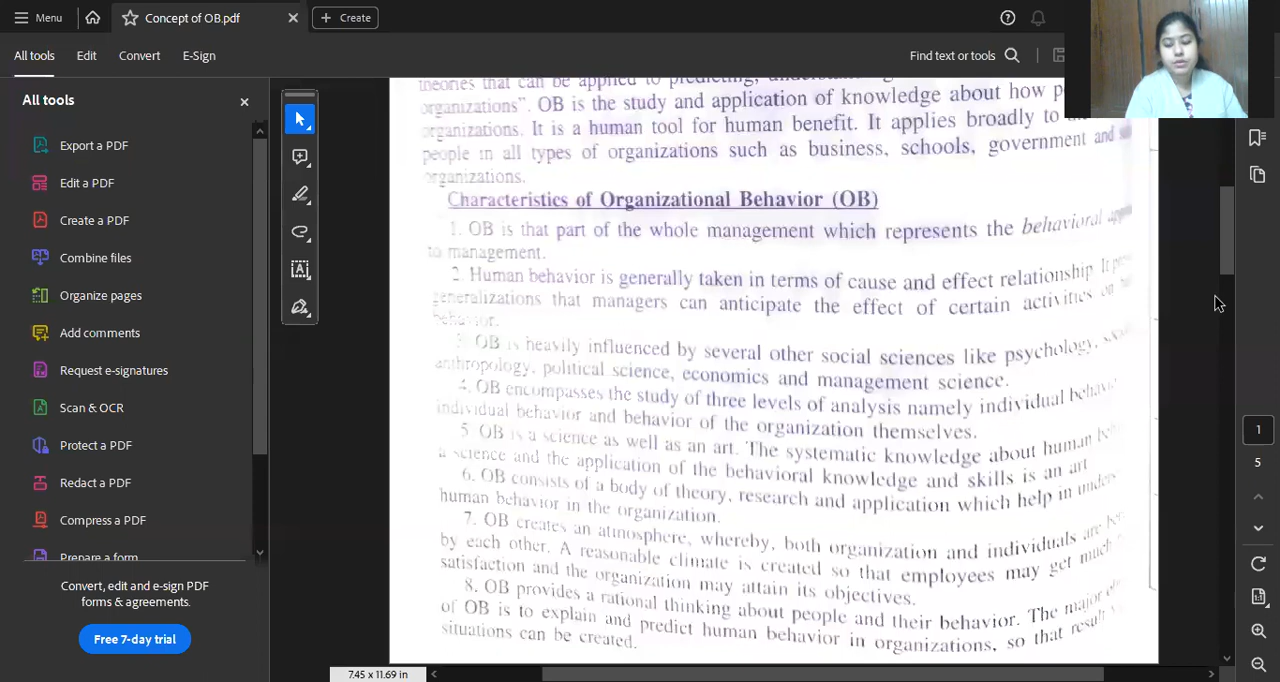 Menu
Concept of OB.pdf
Create
All tools
Edit
Convert
E-Sign
Find text or tools
All tools
Export a PDF
Edit a PDF
Create a PDF
Combine files
Organize pages
Add comments
Request e-signatures
Scan & OCR
Protect a PDF
Redact a PDF
Compress a PDF
Prepare a form
Convert, edit and e-sign PDF
forms & agreements.
Free 7-day trial
theories that can be applied to predicting,
organizations". OB is the study and application of knowledge about how
organizations. It is a human tool for human benefit. It applies broadly to
people in all types of organizations such as business, schools, government and
organizations.
Characteristics of Organizational Behavior (OB)
1. OB is that part of the whole management which represents the behavioral
to management.
2. Human behavior is generally taken in terms of cause and effect relationship. It
generalizations that managers can anticipate the effect of certain activities on
behavior.
3. OB is heavily influenced by several other social sciences like psychology,
anthropology, political science, economics and management science.
4. OB encompasses the study of three levels of analysis namely individual
individual behavior and behavior of the organization themselves.
5. OB is a science as well as an art. The systematic knowledge about human
a science and the application of the behavioral knowledge and skills is an art
6. OB consists of a body of theory, research and application which help in
human behavior in the organization.
7. OB creates an atmosphere, whereby, both organization and individuals are
by each other. A reasonable climate is created so that employees may get much
satisfaction and the organization may attain its objectives.
8. OB provides a rational thinking about people and their behavior. The major
of OB is to explain and predict human behavior in organizations, so that
situations can be created.
7.45 x 11.69 in
1
5